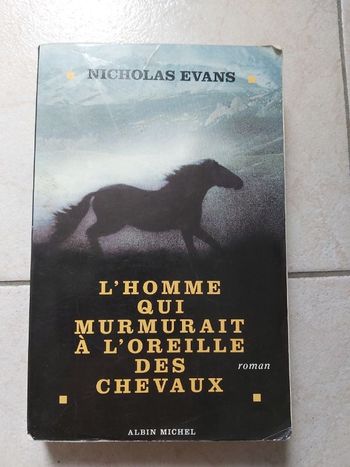 NICHOLAS EVANS
L'HOMME
QUI
MURMURAIT
À L'OREILLE
DES
CHEVAUX
roman
ALBIN MICHEL